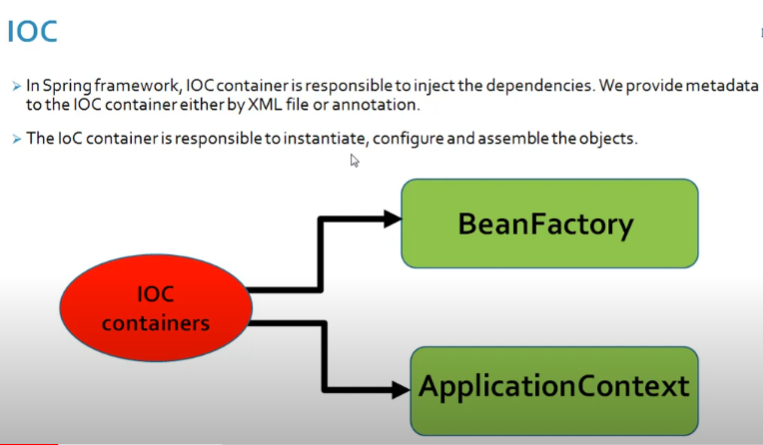 IOC
In Spring framework, IOC container is responsible to inject the dependencies. We provide metadata
to the IOC container either by XML file or annotation.
The IoC container is responsible to instantiate, configure and assemble the objects.
BeanFactory
IOC
containers
ApplicationContext